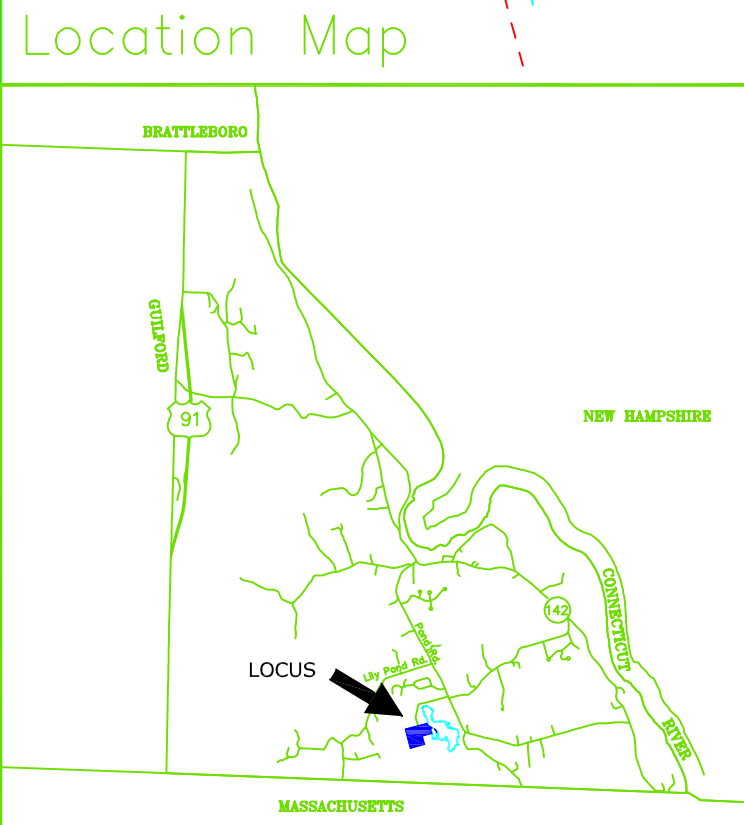 Location Map
BRATTLEBORO
GUILFORD
91
NEW HAMPSHIRE
CONNECTICUT
142
Pond Rd.
Lily Pond Rd.
LOCUS
RIVER
MASSACHUSETTS